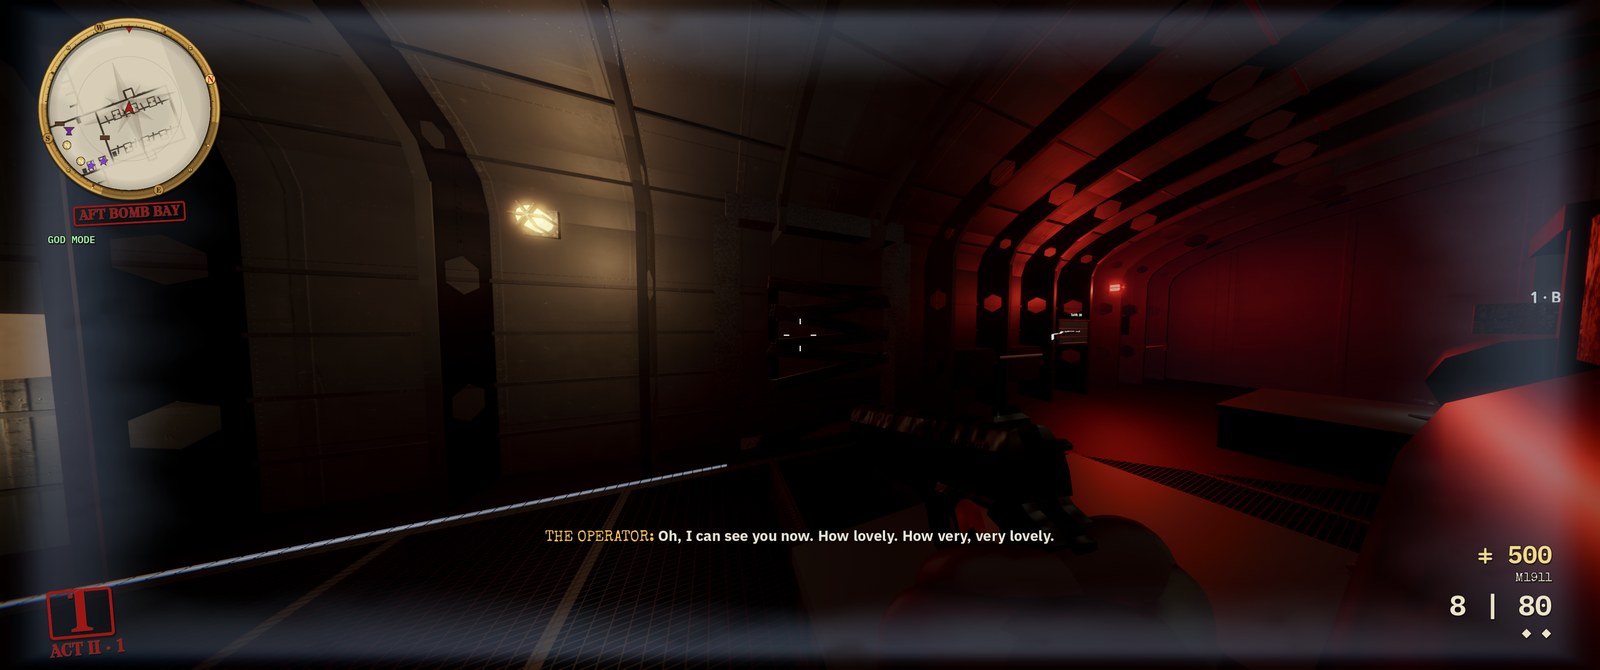 W
N
S
E
AFT BOMB BAY
GOD MODE
1 · B
THE OPERATOR: Oh, I can see you now. How lovely. How very, very lovely.
500
M1911
8 | 80
I
ACT II - 1